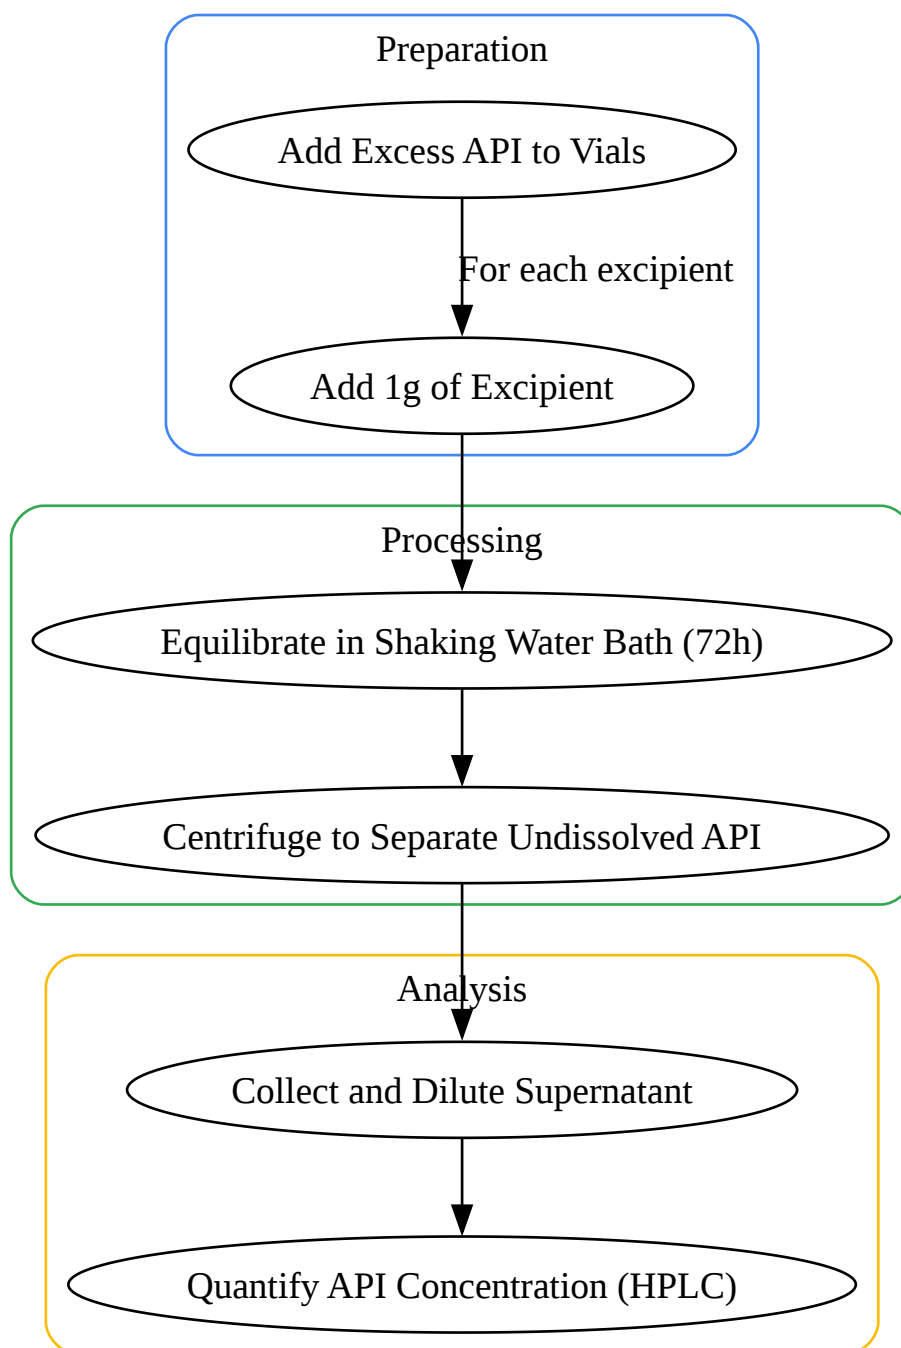 Preparation
Add Excess API to Vials
For each excipient
Add 1g of Excipient
Processing
Equilibrate in Shaking Water Bath (72h)
Centrifuge to Separate Undissolved API
Analysis
Collect and Dilute Supernatant
Quantify API Concentration (HPLC)